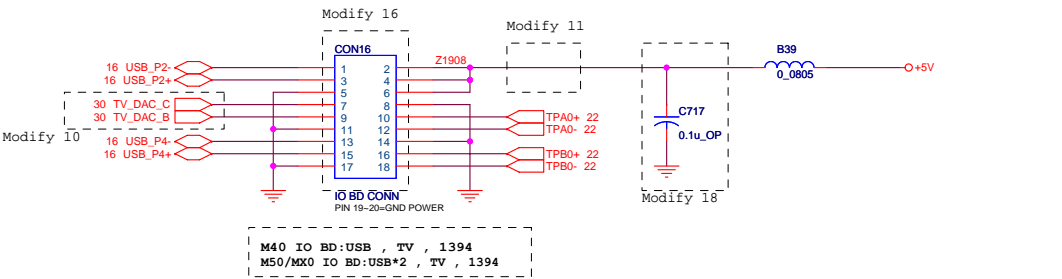 Modify 16
Modify 11
CON16
B39
0_0805
+5V
Z1908
16 USB_P2-
16 USB_P2+
30 TV_DAC_C
30 TV_DAC_B
Modify 10
16 USB_P4-
16 USB_P4+
1 2
3 4
5 6
7 8
9 10
11 12
13 14
15 16
17 18
TPA0+ 22
TPA0- 22
TPB0+ 22
TPB0- 22
C717
0.1u_OP
Modify 18
IO BD CONN
PIN 19~20=GND POWER
M40 IO BD:USB , TV , 1394
M50/MX0 IO BD:USB*2 , TV , 1394